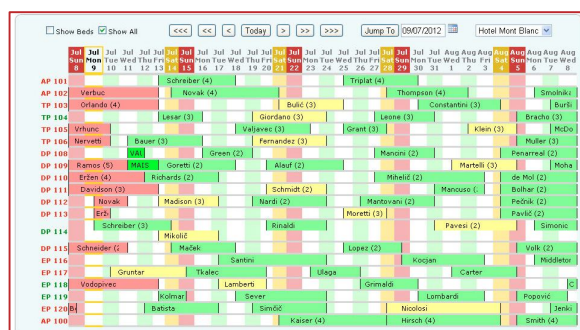 Show Beds Show All <<< << < Today > >> >>> Jump To 09/07/2012 Hotel Mont Blanc
Jul Jul Jul Jul Jul Jul Jul Jul Jul Jul Jul Jul Jul Jul Jul Jul Jul Jul Jul Jul Jul Jul Jul Jul Aug Aug Aug Aug Aug Aug Aug Aug
Sun Mon Tue Wed Thu Fri Sat Sun Mon Tue Wed Thu Fri Sat Sun Mon Tue Wed Thu Fri Sat Sun Mon Tue Wed Thu Fri Sat Sun Mon Tue Wed
8 9 10 11 12 13 14 15 16 17 18 19 20 21 22 23 24 25 26 27 28 29 30 31 1 2 3 4 5 6 7 8
AP 101 Schreiber (4) Triplat (4)
AP 102 Verbuc Novak (4) Thompson (2) Smolnik
TP 103 Orlando (4) Bulić (3) Constantini (3) Burši
TP 104 Lesar (3) Giordano (3) Leone (3) Bracho (3)
TP 105 Vrhunc Valjavec (3) Grant (3) Klein (3) McDo
TP 106 Nervetti Bauer (3) Fernandez (3) Muller (3)
DP 108 VAL Green (2) Manoni (2) Penarreal (2)
DP 109 Ramos (5) MAIS Goretti (2) Alauf (2) Martelli (3) Moha
DP 110 Eržen (4) Richards (2) Mihelič (2) de Mol (2)
DP 111 Davidson (3) Schmidt (2) Mancuso (2 Bolhar (2)
DP 112 Novak Madison (3) Nardi (2) Mantovani (2) Pečnik (2)
DP 113 Erž Moretti (3) Pavlič (2)
DP 114 Schreiber (3) Rinaldi Pavesi (2) Simonic
Mikolič
DP 115 Schneider (2 Maček Lopez (2) Volk (2)
EP 116 Santini Kocjan Middletor
EP 117 Gruntar Tkalec Ulaga Carter
EP 118 Vodopivec Lamberti Grimaldi C
EP 119 Kolmar Sever Lombardi Popović
EP 120 B Batista Simčič Nicolosi Jenki
AP 100 Kaiser (4) Hirsch (4) Smith (4)